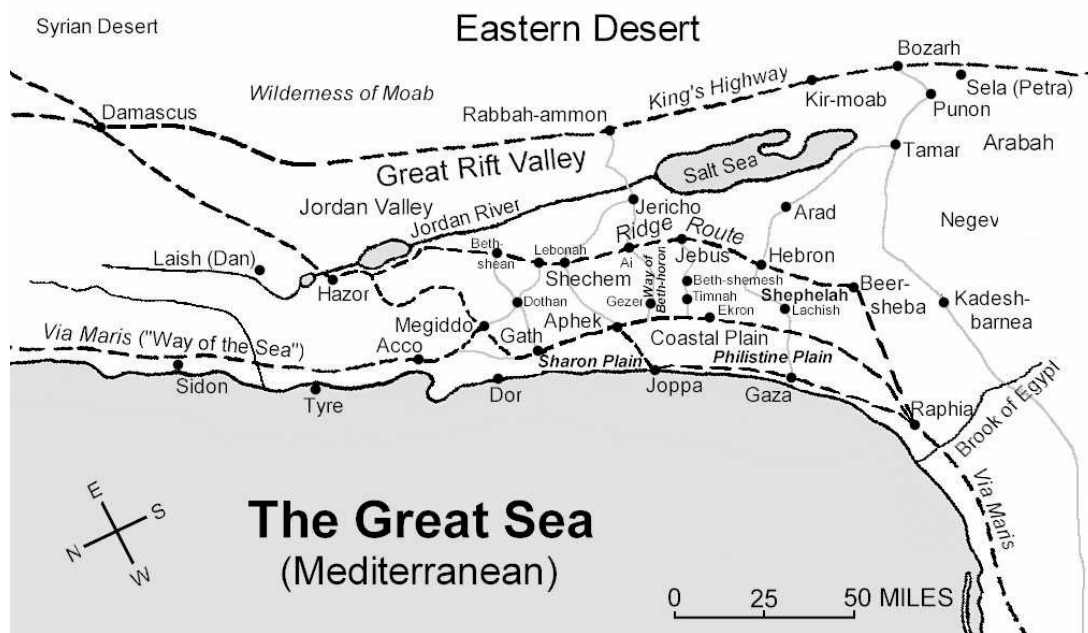 Syrian Desert
Eastern Desert
Bozarh
Sela (Petra)
Punon
Kir-moab
King's Highway
Wilderness of Moab
Damascus
Rabbah-ammon
Great Rift Valley
Salt Sea
Tamar
Arabah
Jordan Valley
Jordan River
Jericho
Arad
Negev
Ridge Route
Laish (Dan)
Hazor
Beth-
shean
Lebonah
Shechem
Ai
Jebus
Hebron
Way of
Beth-horon
Beth-shemesh
Timnah
Gezer
Ekron
Shephelah
Lachish
Beer-
sheba
Kadesh-
barnea
Dothan
Megiddo
Gath
Aphek
Coastal Plain
Via Maris ("Way of the Sea")
Acco
Sharon Plain
Philistine Plain
Sidon
Tyre
Dor
Joppa
Gaza
Raphia
Brook of Egypt
Via Maris
E
S
N
W
The Great Sea
(Mediterranean)
0 25 50 MILES